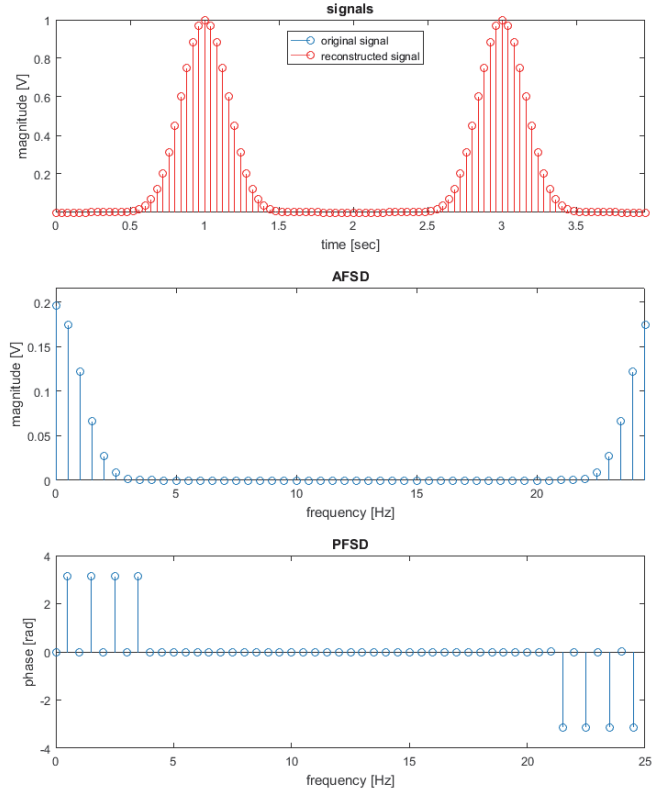 signals
1
0.8
0.6
0.4
0.2
magnitude [V]
original signal
reconstructed signal
0 0.5 1 1.5 2 2.5 3 3.5
time [sec]
AFSD
0.2
0.15
0.1
0.05
0
magnitude [V]
0 5 10 15 20
frequency [Hz]
PFSD
4
2
0
-2
-4
phase [rad]
0 5 10 15 20 25
frequency [Hz]